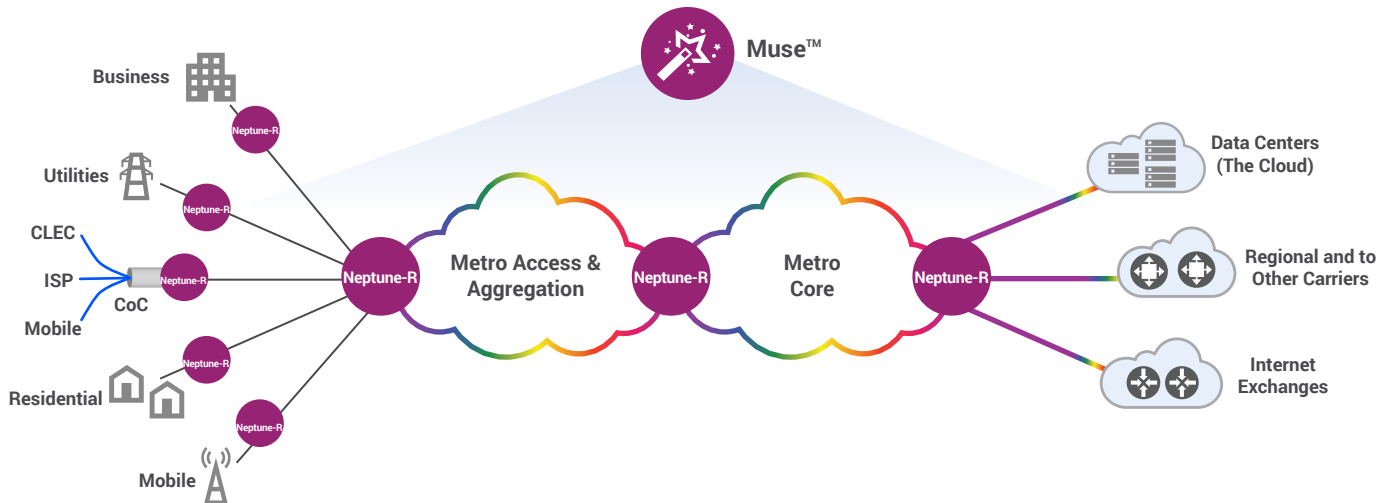 Muse™
Business
Neptune-R
Utilities
Neptune-R
CLEC
ISP
Mobile
CoC
Neptune-R
Residential
Neptune-R
Mobile
Neptune-R
Neptune-R
Metro Access &
Aggregation
Neptune-R
Metro
Core
Neptune-R
Data Centers
(The Cloud)
Regional and to
Other Carriers
Internet
Exchanges